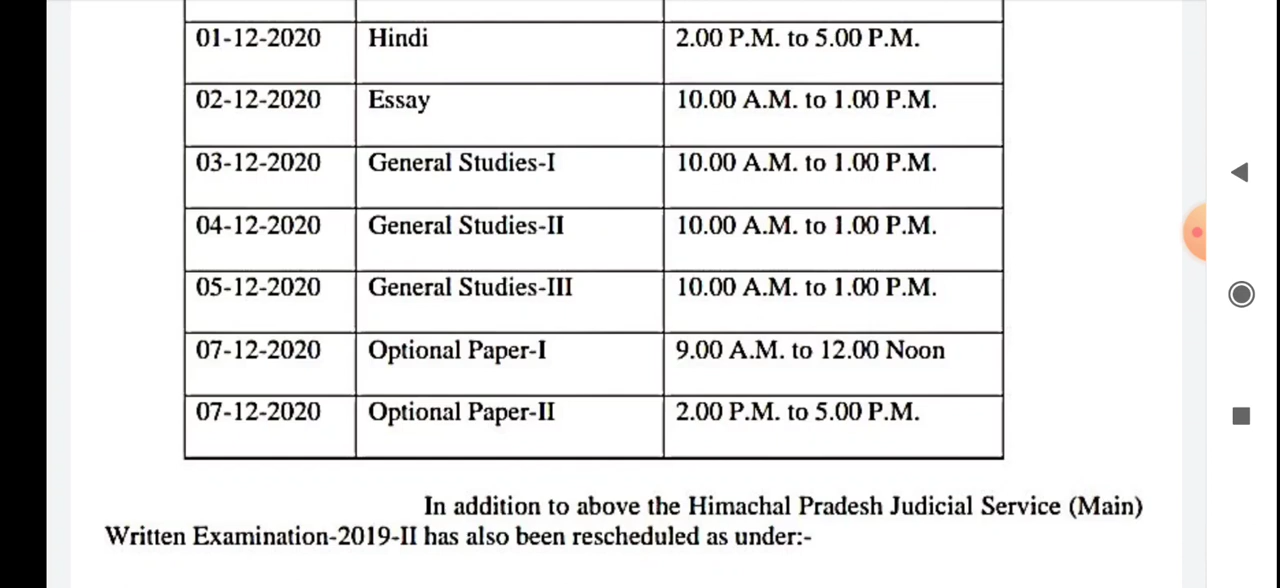 01-12-2020 Hindi 2.00 P.M. to 5.00 P.M.
02-12-2020 Essay 10.00 A.M. to 1.00 P.M.
03-12-2020 General Studies-I 10.00 A.M. to 1.00 P.M.
04-12-2020 General Studies-II 10.00 A.M. to 1.00 P.M.
05-12-2020 General Studies-III 10.00 A.M. to 1.00 P.M.
07-12-2020 Optional Paper-I 9.00 A.M. to 12.00 Noon
07-12-2020 Optional Paper-II 2.00 P.M. to 5.00 P.M.
In addition to above the Himachal Pradesh Judicial Service (Main)
Written Examination-2019-II has also been rescheduled as under:-